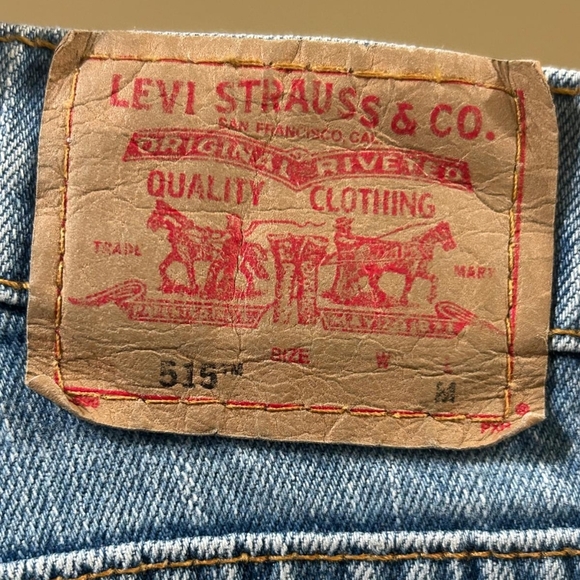 LEVI STRAUSS & CO.
SAN FRANCISCO, CAL.
ORIGINAL RIVETED
QUALITY CLOTHING
TRADE MARK
SIZE W L
515™ M
®